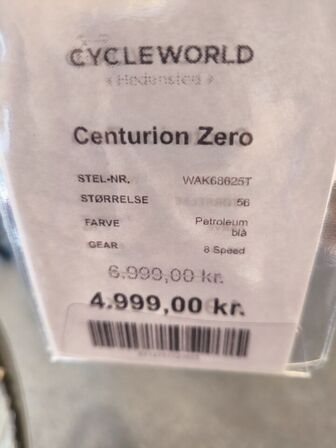 CYCLEWORLD
Hedensted
Centurion Zero
STEL-NR. WAK68625T
STØRRELSE 56
FARVE Petroleum
blå
GEAR 8 Speed
6.999,00 kr.
4.999,00 kr.